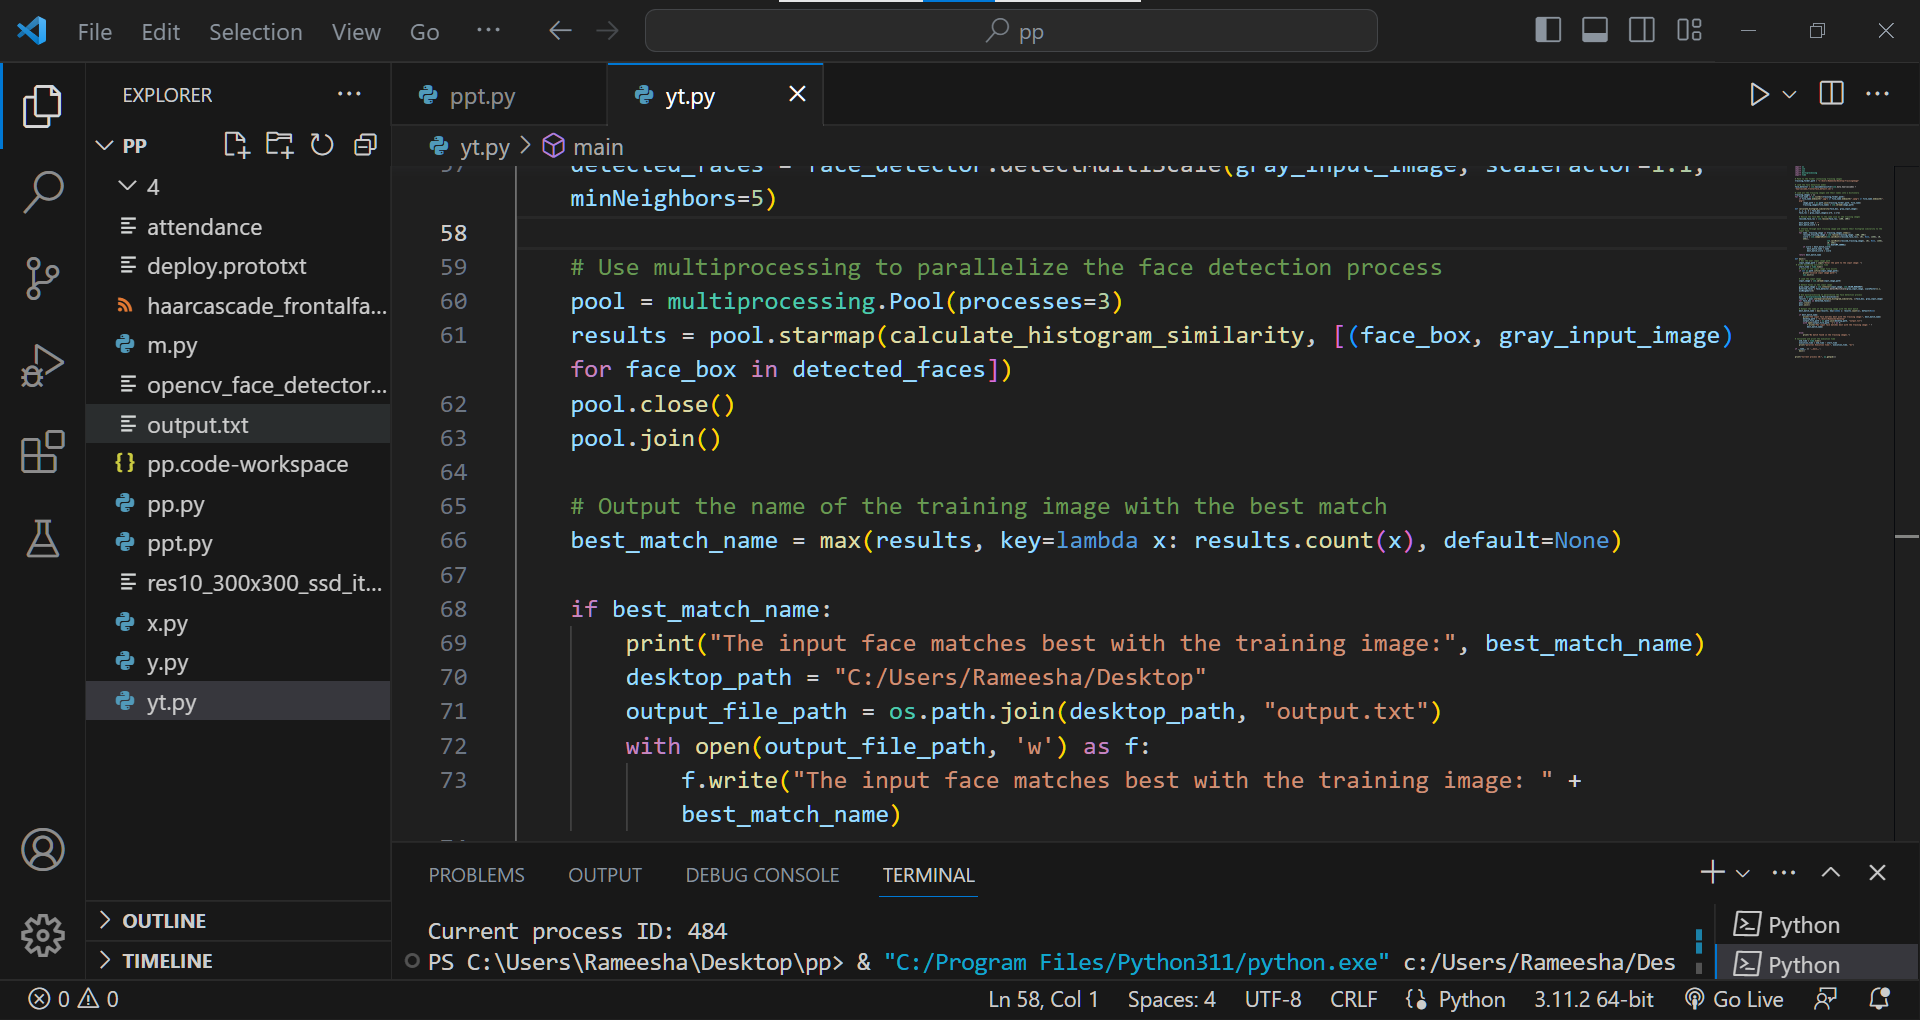 File Edit Selection View Go ··· pp
EXPLORER ···
PP
4
attendance
deploy.prototxt
haarcascade_frontalfa...
m.py
opencv_face_detector...
output.txt
pp.code-workspace
pp.py
ppt.py
res10_300x300_ssd_it...
x.py
y.py
yt.py
OUTLINE
TIMELINE
ppt.py yt.py
yt.py > main
57 detected_faces = face_detector.detectMultiScale(gray_input_image, scaleFactor=1.1,
minNeighbors=5)
58
59 # Use multiprocessing to parallelize the face detection process
60 pool = multiprocessing.Pool(processes=3)
61 results = pool.starmap(calculate_histogram_similarity, [(face_box, gray_input_image)
for face_box in detected_faces])
62 pool.close()
63 pool.join()
64
65 # Output the name of the training image with the best match
66 best_match_name = max(results, key=lambda x: results.count(x), default=None)
67
68 if best_match_name:
69 print("The input face matches best with the training image:", best_match_name)
70 desktop_path = "C:/Users/Rameesha/Desktop"
71 output_file_path = os.path.join(desktop_path, "output.txt")
72 with open(output_file_path, 'w') as f:
73 f.write("The input face matches best with the training image: " +
best_match_name)
PROBLEMS OUTPUT DEBUG CONSOLE TERMINAL
Current process ID: 484
PS C:\Users\Rameesha\Desktop\pp> & "C:/Program Files/Python311/python.exe" c:/Users/Rameesha/Des
Python
Python
0 0 Ln 58, Col 1 Spaces: 4 UTF-8 CRLF Python 3.11.2 64-bit Go Live